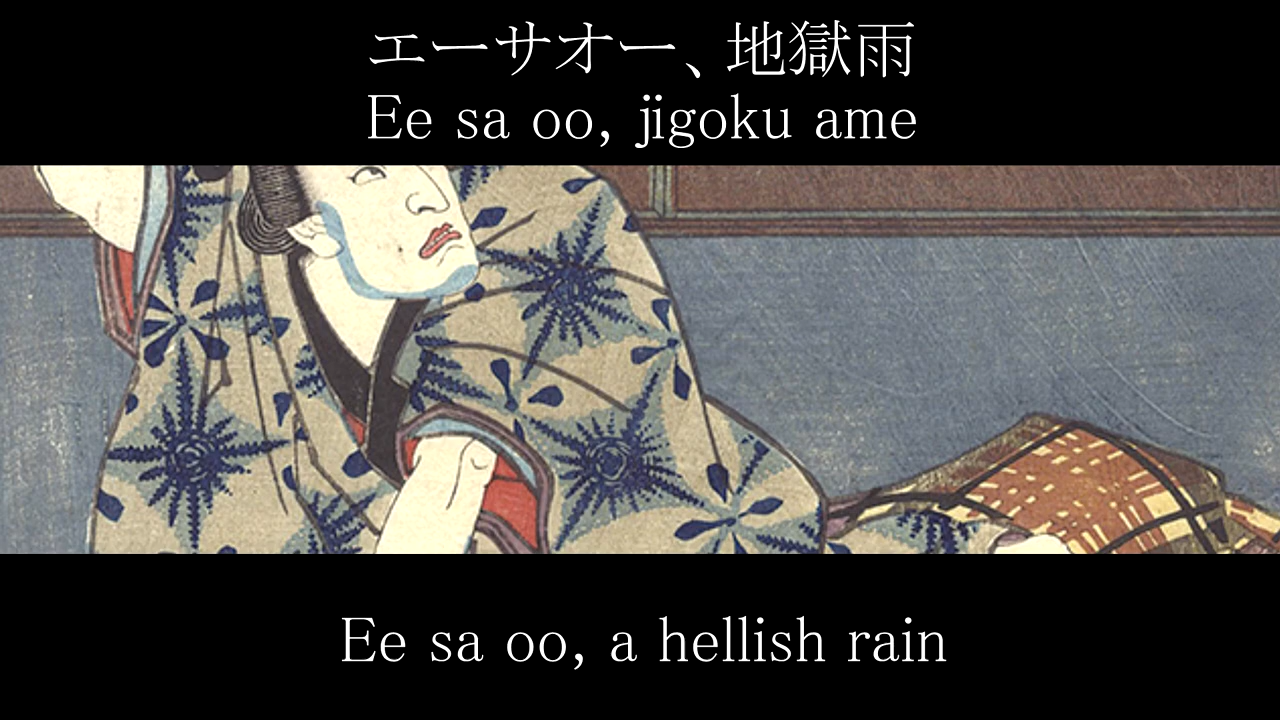 エーサオー、地獄雨
Ee sa oo, jigoku ame
Ee sa oo, a hellish rain